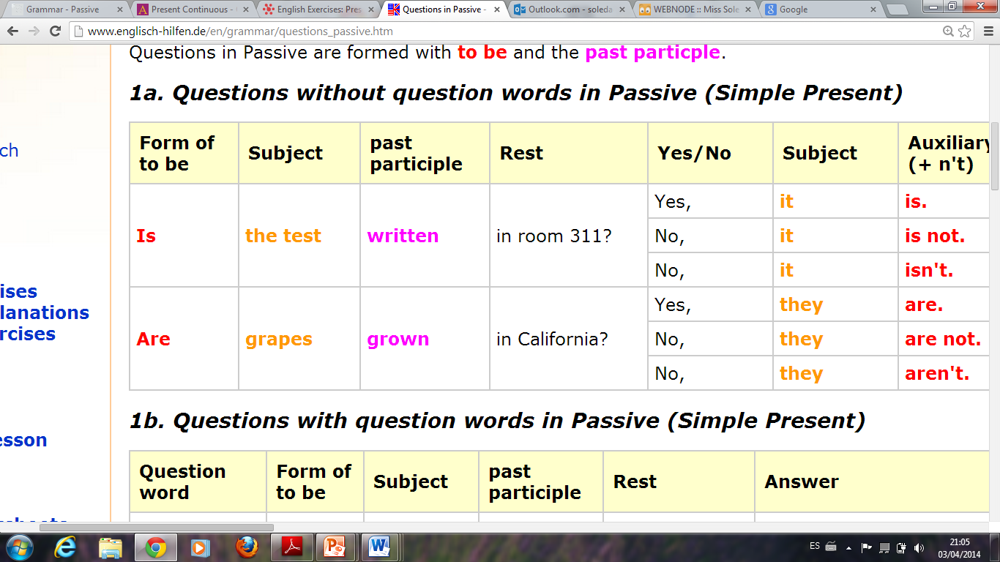 Grammar - Passive
Present Continuous -
English Exercises: Pres
Questions in Passive -
Outlook.com - soleda
WEBNODE :: Miss Sole
Google
www.englisch-hilfen.de/en/grammar/questions_passive.htm
Questions in Passive are formed with to be and the past particple.
1a. Questions without question words in Passive (Simple Present)
Form of to be Subject past participle Rest Yes/No Subject Auxiliary (+ n't)
Is the test written in room 311?
Yes, it is.
No, it is not.
No, it isn't.
Are grapes grown in California?
Yes, they are.
No, they are not.
No, they aren't.
1b. Questions with question words in Passive (Simple Present)
Question word Form of to be Subject past participle Rest Answer
ch
ises
lanations
rcises
esson
ES
21:05
03/04/2014